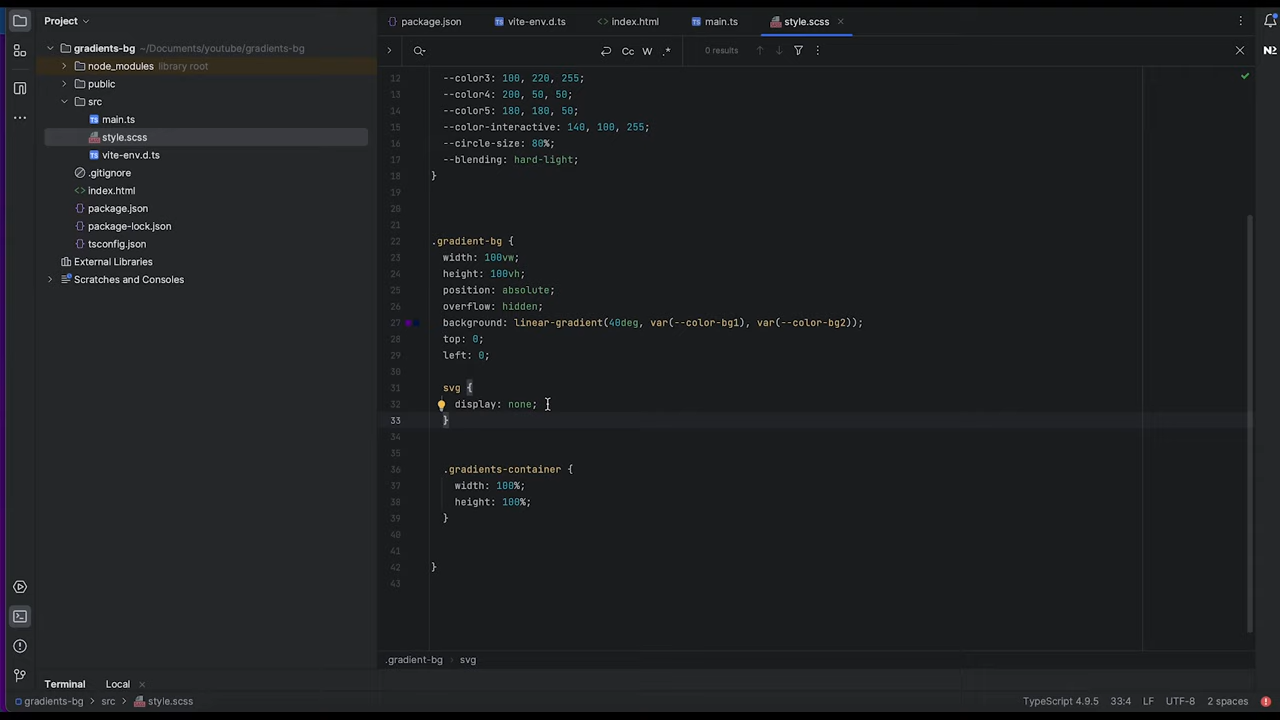 Project
package.json
vite-env.d.ts
index.html
main.ts
style.scss
gradients-bg ~/Documents/youtube/gradients-bg
node_modules library root
public
src
main.ts
style.scss
vite-env.d.ts
.gitignore
index.html
package.json
package-lock.json
tsconfig.json
External Libraries
Scratches and Consoles
Cc W .* 0 results
12 --color3: 100, 220, 255;
13 --color4: 200, 50, 50;
14 --color5: 180, 180, 50;
15 --color-interactive: 140, 100, 255;
16 --circle-size: 80%;
17 --blending: hard-light;
18 }
19
20
21
22 .gradient-bg {
23 width: 100vw;
24 height: 100vh;
25 position: absolute;
26 overflow: hidden;
27 background: linear-gradient(40deg, var(--color-bg1), var(--color-bg2));
28 top: 0;
29 left: 0;
30
31 svg {
32 display: none;
33 }
34
35
36 .gradients-container {
37 width: 100%;
38 height: 100%;
39 }
40
41
42 }
43
.gradient-bg svg
Terminal Local
gradients-bg > src > style.scss
TypeScript 4.9.5 33:4 LF UTF-8 2 spaces